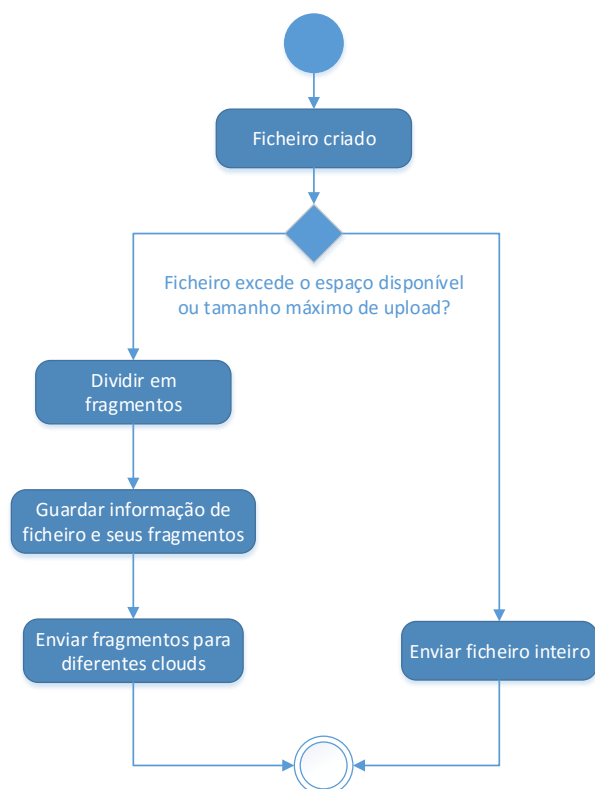 Ficheiro criado
Ficheiro excede o espaço disponível
ou tamanho máximo de upload?
Dividir em
fragmentos
Guardar informação de
ficheiro e seus fragmentos
Enviar fragmentos para
diferentes clouds
Enviar ficheiro inteiro